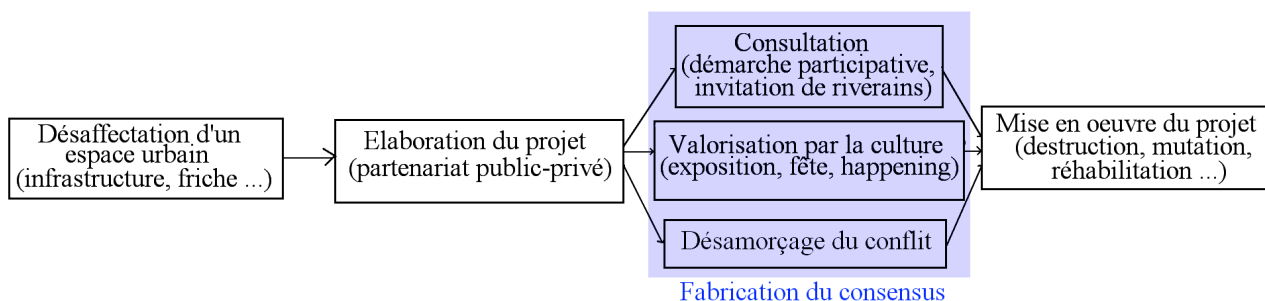 Désaffectation d'un
espace urbain
(infrastructure, friche ...)
Elaboration du projet
(partenariat public-privé)
Consultation
(démarche participative,
invitation de riverains)
Valorisation par la culture
(exposition, fête, happening)
Désamorçage du conflit
Fabrication du consensus
Mise en oeuvre du projet
(destruction, mutation,
réhabilitation ...)